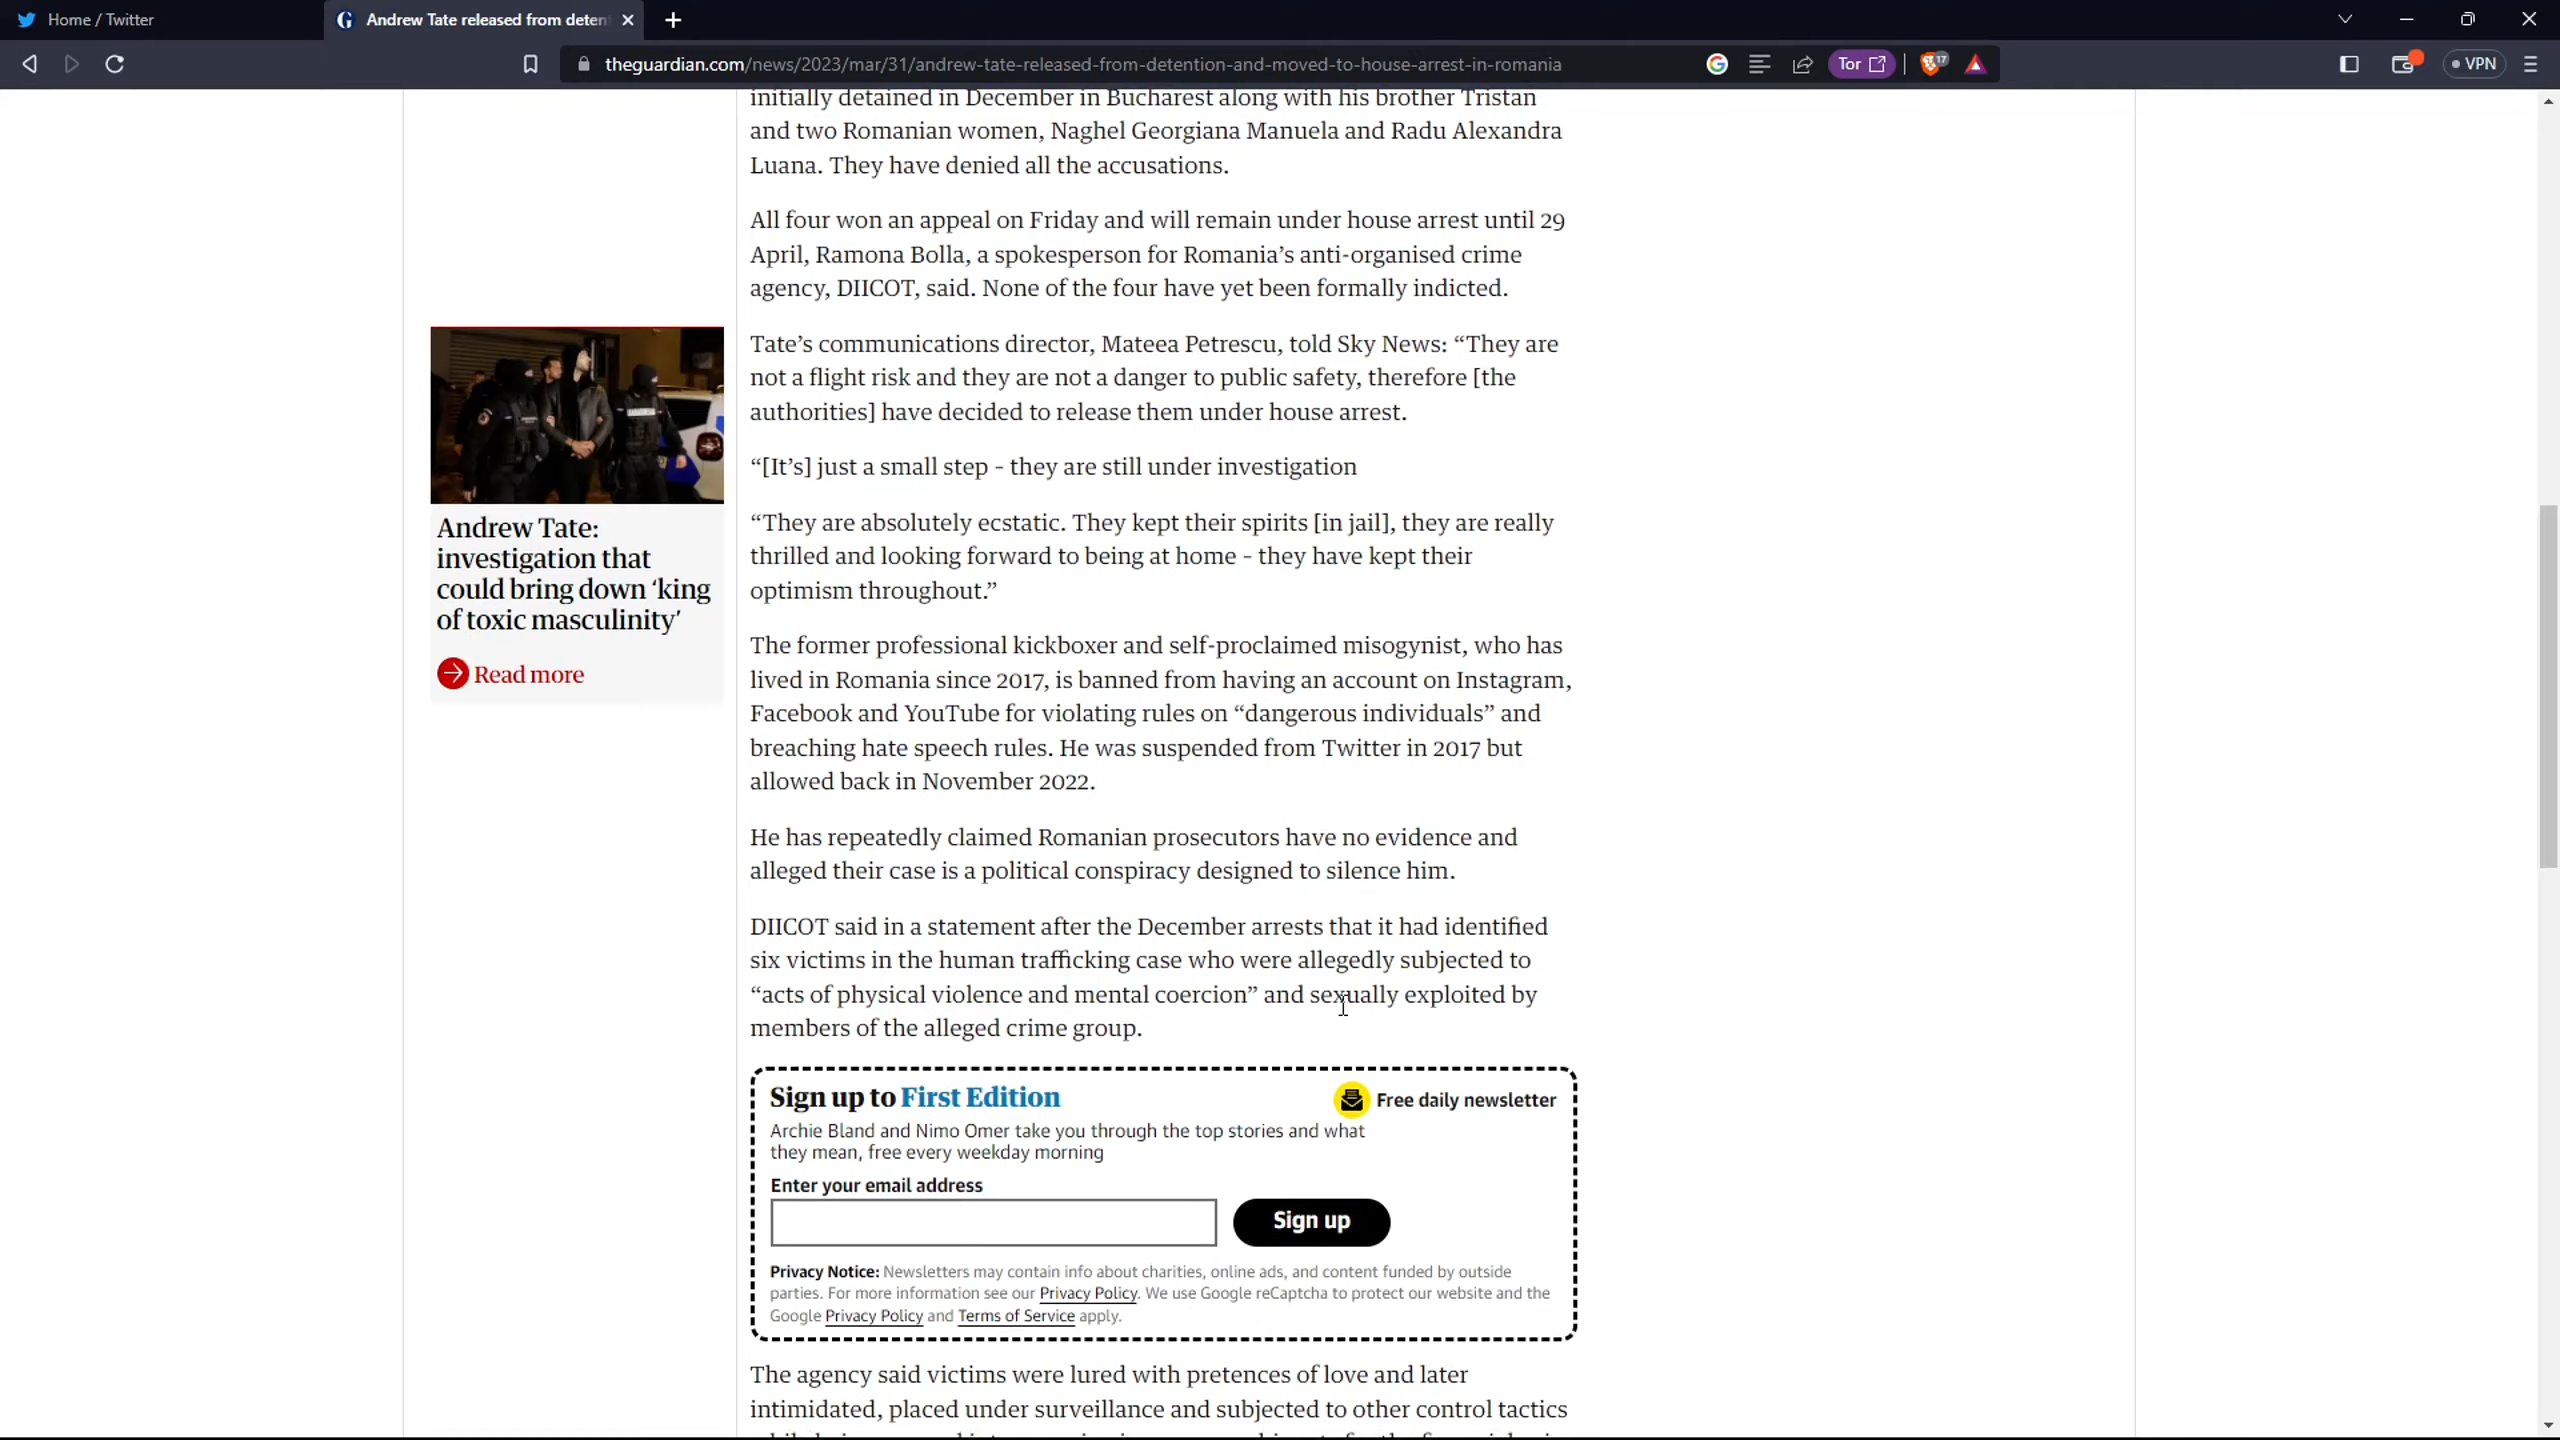 Home / Twitter
Andrew Tate released from deten
theguardian.com/news/2023/mar/31/andrew-tate-released-from-detention-and-moved-to-house-arrest-in-romania
Tor
17
VPN
initially detained in December in Bucharest along with his brother Tristan
and two Romanian women, Naghel Georgiana Manuela and Radu Alexandra
Luana. They have denied all the accusations.
All four won an appeal on Friday and will remain under house arrest until 29
April, Ramona Bolla, a spokesperson for Romania’s anti-organised crime
agency, DIICOT, said. None of the four have yet been formally indicted.
Tate’s communications director, Mateea Petrescu, told Sky News: “They are
not a flight risk and they are not a danger to public safety, therefore [the
authorities] have decided to release them under house arrest.
“[It’s] just a small step – they are still under investigation
“They are absolutely ecstatic. They kept their spirits [in jail], they are really
thrilled and looking forward to being at home – they have kept their
optimism throughout.”
Andrew Tate:
investigation that
could bring down ‘king
of toxic masculinity’
Read more
The former professional kickboxer and self-proclaimed misogynist, who has
lived in Romania since 2017, is banned from having an account on Instagram,
Facebook and YouTube for violating rules on “dangerous individuals” and
breaching hate speech rules. He was suspended from Twitter in 2017 but
allowed back in November 2022.
He has repeatedly claimed Romanian prosecutors have no evidence and
alleged their case is a political conspiracy designed to silence him.
DIICOT said in a statement after the December arrests that it had identified
six victims in the human trafficking case who were allegedly subjected to
“acts of physical violence and mental coercion” and sexually exploited by
members of the alleged crime group.
Sign up to First Edition
Free daily newsletter
Archie Bland and Nimo Omer take you through the top stories and what
they mean, free every weekday morning
Enter your email address
Sign up
Privacy Notice: Newsletters may contain info about charities, online ads, and content funded by outside
parties. For more information see our Privacy Policy. We use Google reCaptcha to protect our website and the
Google Privacy Policy and Terms of Service apply.
The agency said victims were lured with pretences of love and later
intimidated, placed under surveillance and subjected to other control tactics